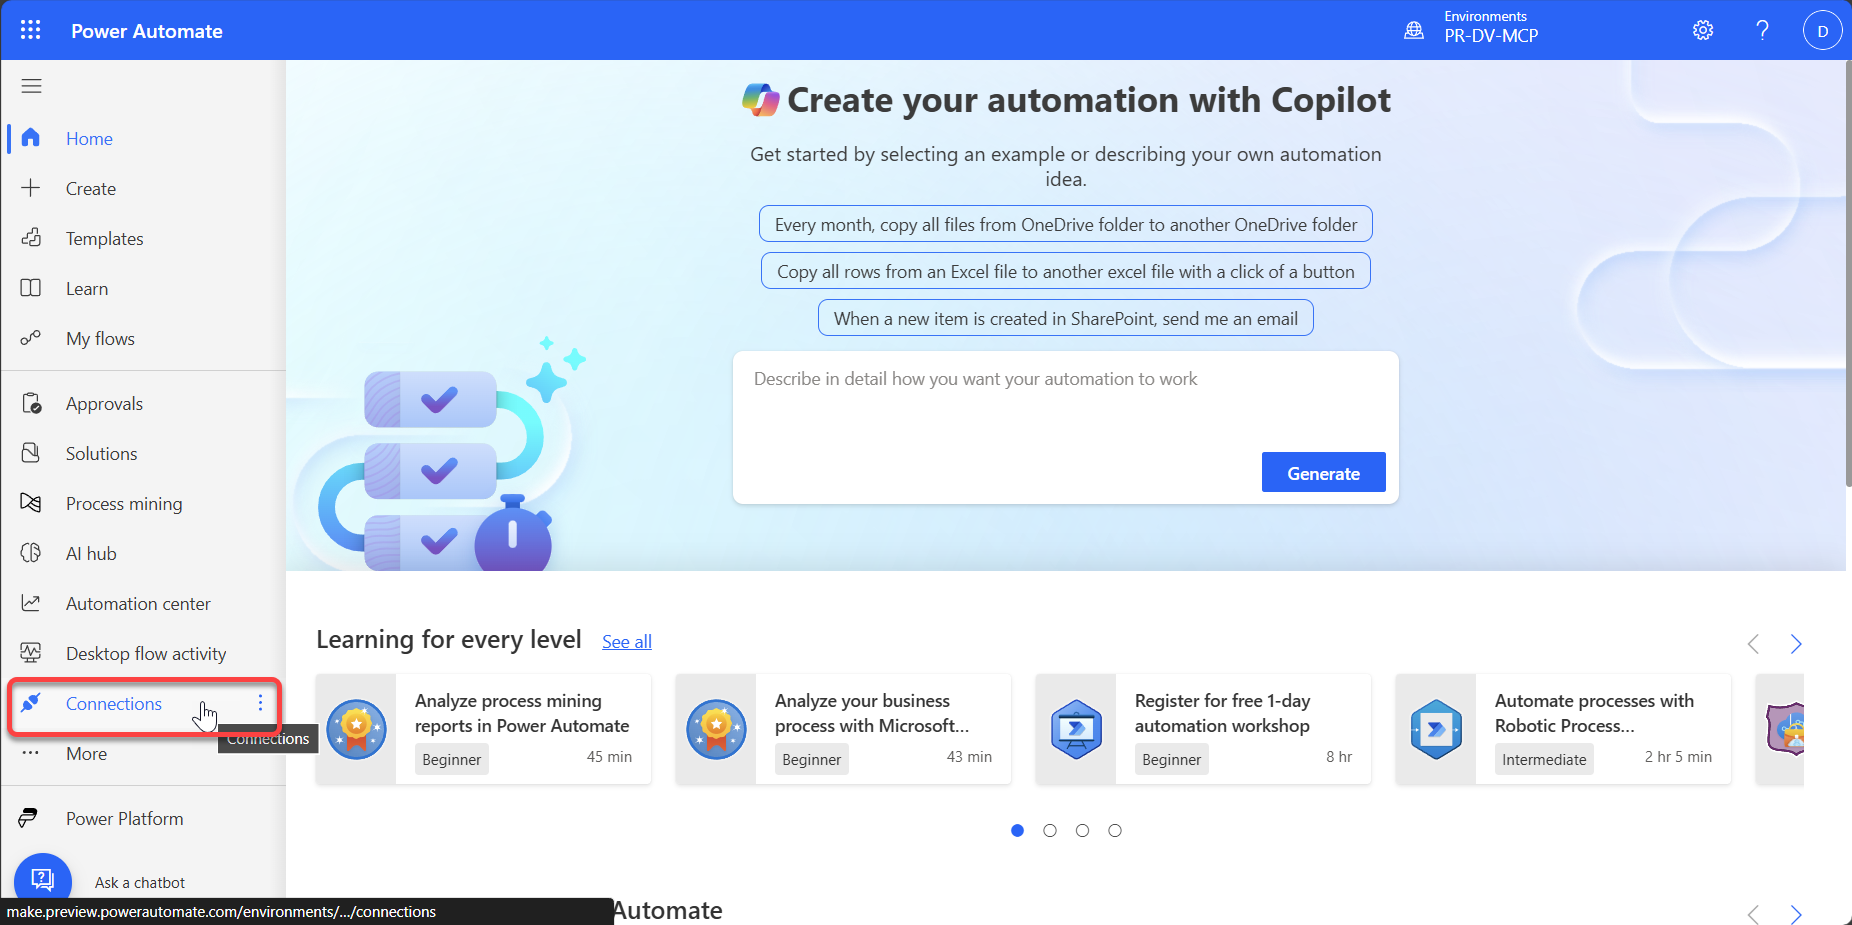 Power Automate
Environments
PR-DV-MCP
?
D
Home
Create
Templates
Learn
My flows
Approvals
Solutions
Process mining
AI hub
Automation center
Desktop flow activity
Connections
Connections
More
Power Platform
Ask a chatbot
make.preview.powerautomate.com/environments/.../connections
Create your automation with Copilot
Get started by selecting an example or describing your own automation
idea.
Every month, copy all files from OneDrive folder to another OneDrive folder
Copy all rows from an Excel file to another excel file with a click of a button
When a new item is created in SharePoint, send me an email
Describe in detail how you want your automation to work
Generate
Learning for every level See all
Analyze process mining
reports in Power Automate
Beginner 45 min
Analyze your business
process with Microsoft...
Beginner 43 min
Register for free 1-day
automation workshop
Beginner 8 hr
Automate processes with
Robotic Process...
Intermediate 2 hr 5 min
Automate